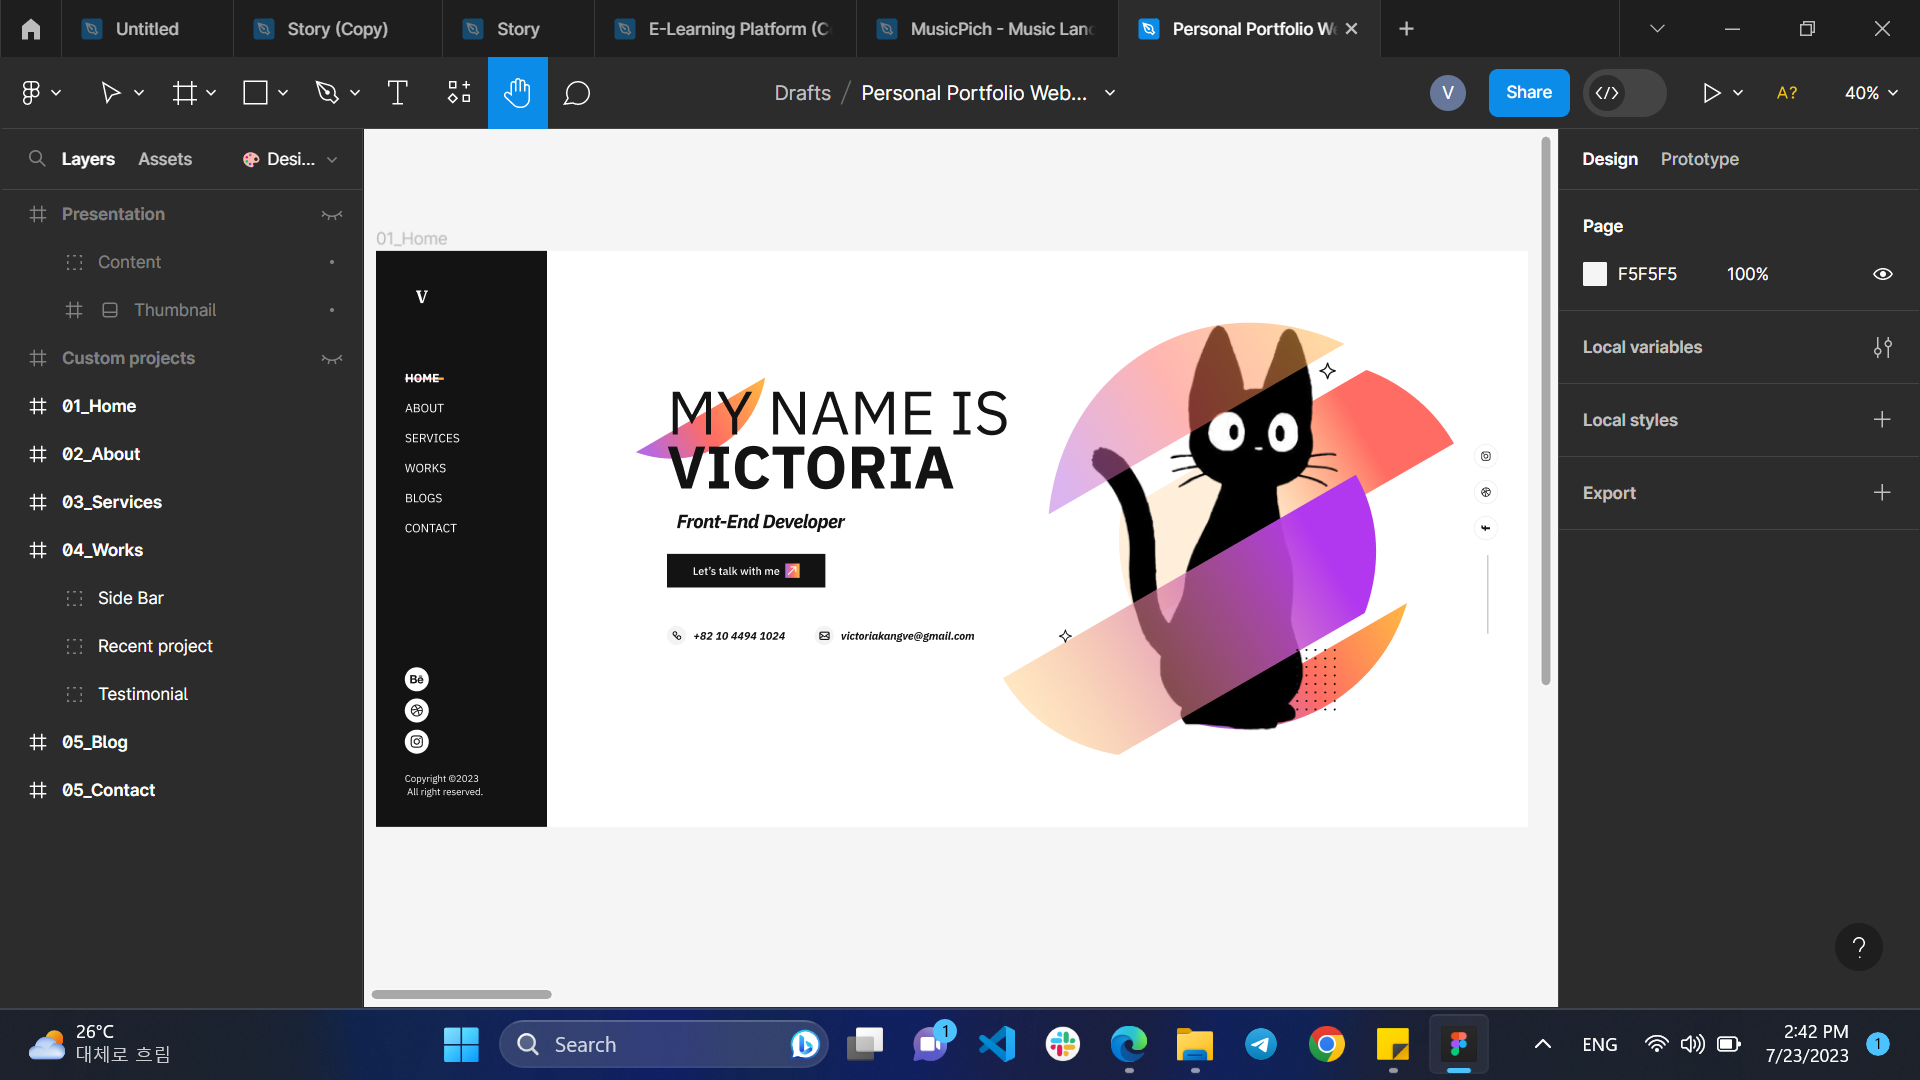 Untitled
Story (Copy)
Story
E-Learning Platform (C
MusicPich - Music Lanc
Personal Portfolio W
Drafts / Personal Portfolio Web...
V
Share
A?
40%
Layers
Assets
Desi...
Presentation
Content
Thumbnail
Custom projects
01_Home
02_About
03_Services
04_Works
Side Bar
Recent project
Testimonial
05_Blog
05_Contact
01_Home
V
HOME
ABOUT
SERVICES
WORKS
BLOGS
CONTACT
Bē
Copyright ©2023
All right reserved.
MY NAME IS
VICTORIA
Front-End Developer
Let's talk with me
+82 10 4494 1024
victoriakangve@gmail.com
Design
Prototype
Page
F5F5F5
100%
Local variables
Local styles
Export
?
26°C
대체로 흐림
Search
1
ENG
2:42 PM
7/23/2023
1